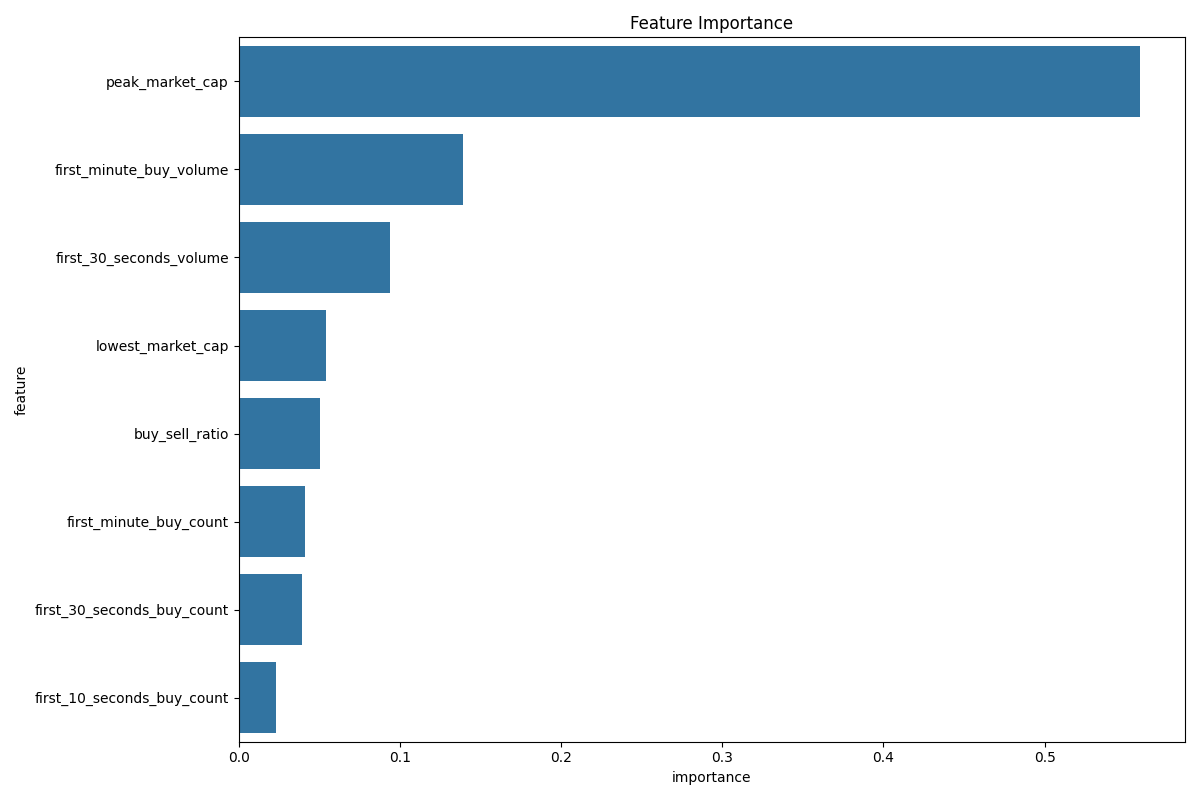 Feature Importance
peak_market_cap
first_minute_buy_volume
first_30_seconds_volume
lowest_market_cap
feature
buy_sell_ratio
first_minute_buy_count
first_30_seconds_buy_count
first_10_seconds_buy_count
0.0 0.1 0.2 0.3 0.4 0.5
importance